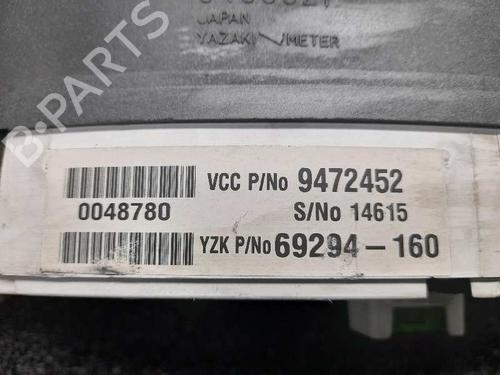 JAPAN
YAZAKI METER
VCC P/No 9472452
0048780 S/No 14615
YZK P/No 69294-160
B-PARTS